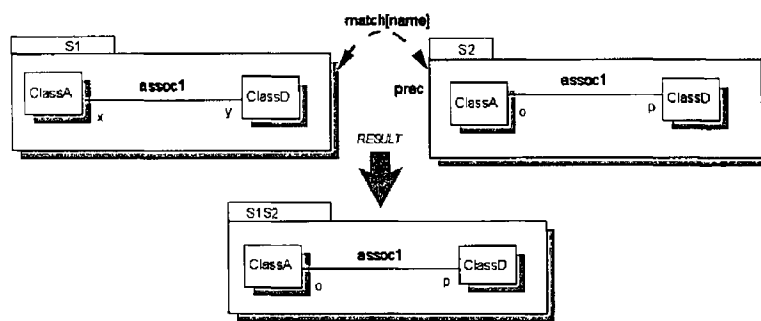 match[name]
S1
S2
assoc1
ClassA
ClassD
x
y
prec
assoc1
ClassA
ClassD
o
p
RESULT
S1S2
assoc1
ClassA
ClassD
o
p